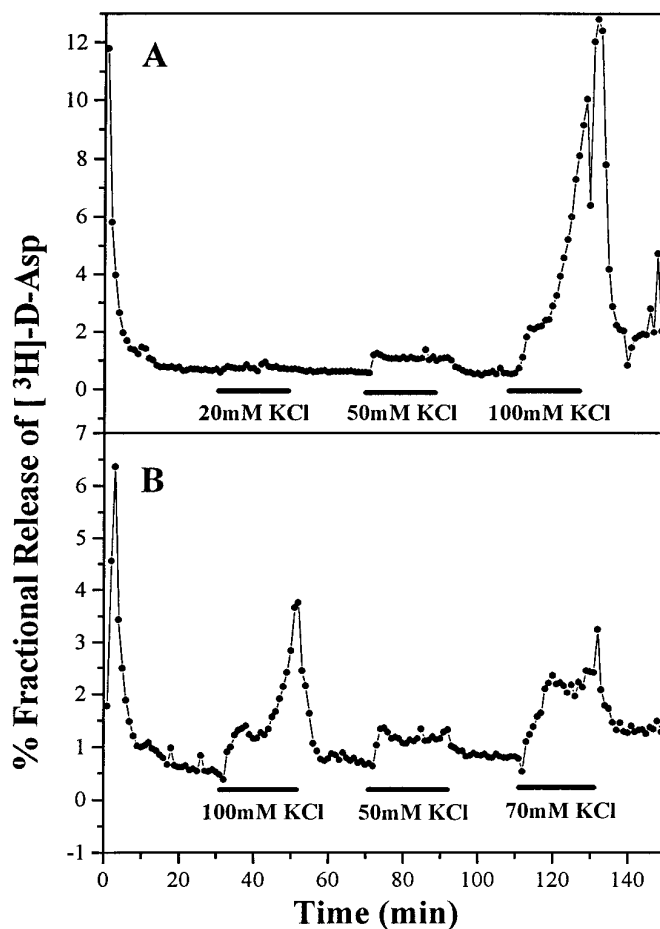 % Fractional Release of [ ³H]-D-Asp
12
10
8
6
4
2
0
A
20mM KCl
50mM KCl
100mM KCl
7
6
5
4
3
2
1
0
-1
B
100mM KCl
50mM KCl
70mM KCl
0
20
40
60
80
100
120
140
Time (min)